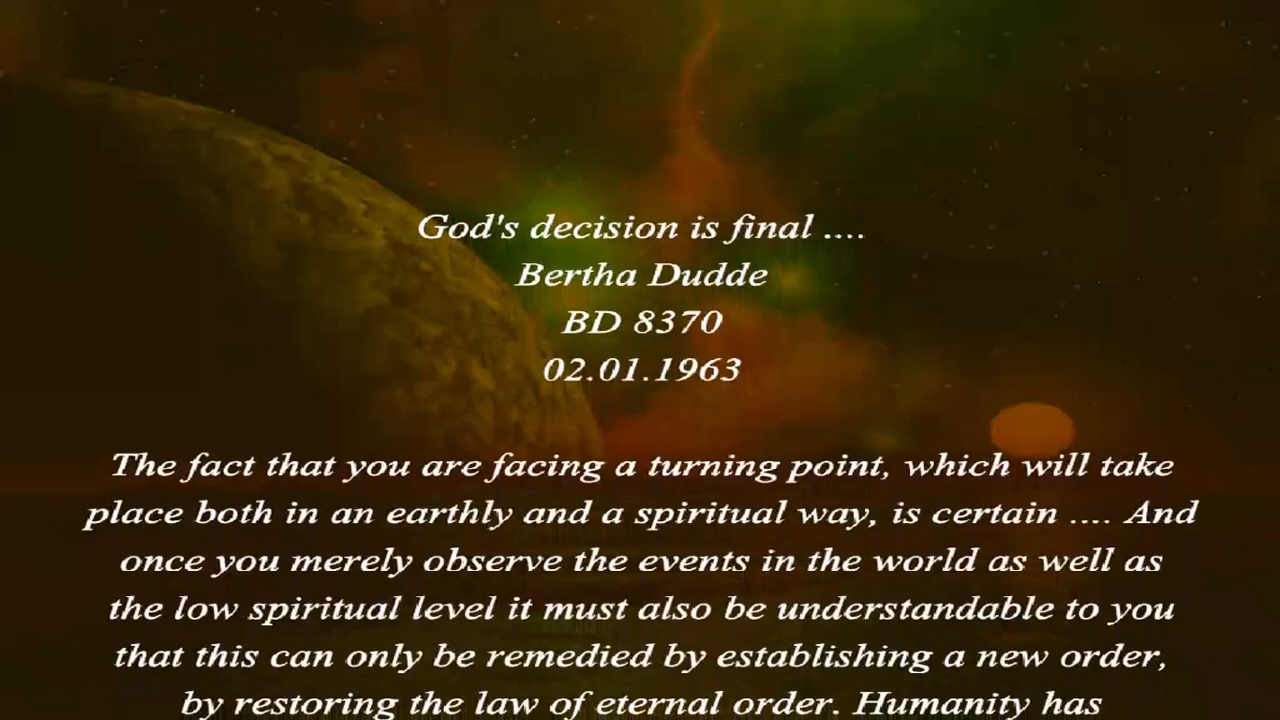 God's decision is final ....
Bertha Dudde
BD 8370
02.01.1963
The fact that you are facing a turning point, which will take
place both in an earthly and a spiritual way, is certain .... And
once you merely observe the events in the world as well as
the low spiritual level it must also be understandable to you
that this can only be remedied by establishing a new order,
by restoring the law of eternal order. Humanity has